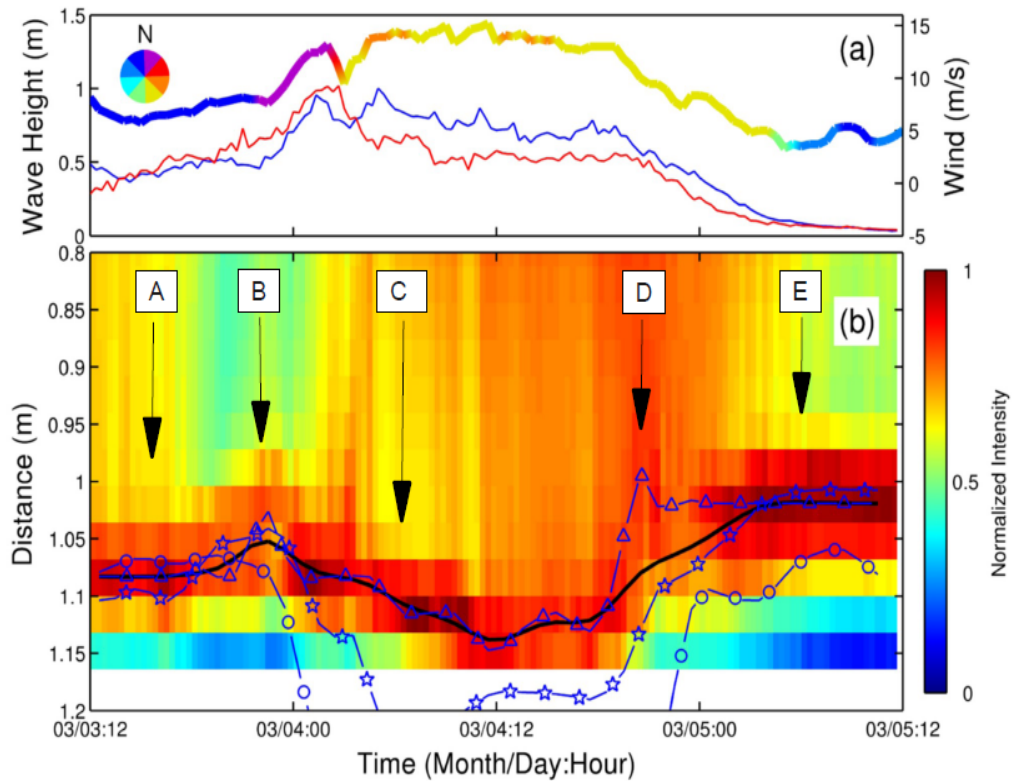 N
(a)
Wave Height (m)
1.5
1
0.5
0
Wind (m/s)
15
10
5
0
-5
A
B
C
D
E
(b)
Distance (m)
0.8
0.85
0.9
0.95
1
1.05
1.1
1.15
1.2
03/03:12
03/04:00
03/04:12
03/05:00
03/05:12
Time (Month/Day:Hour)
1
0.5
0
Normalized Intensity